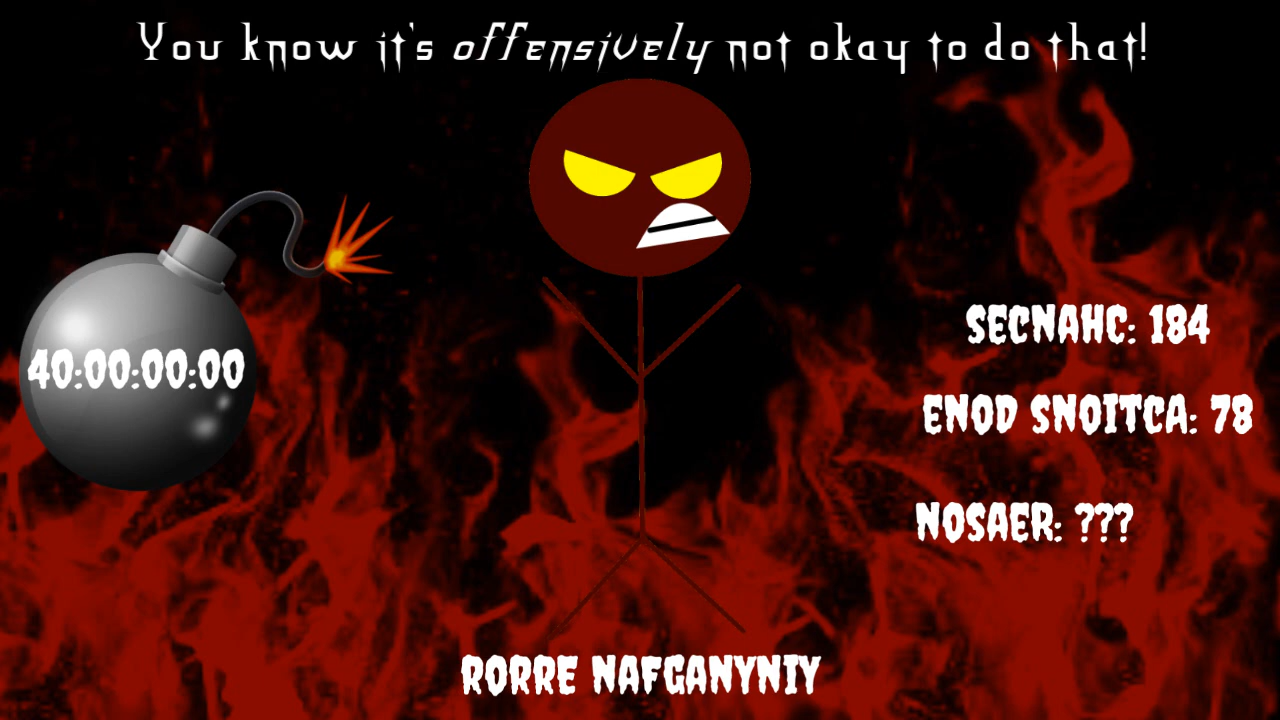 You know it's offensively not okay to do that!
40:00:00:00
SECNAHC: 184
ENOD SNOITCA: 78
NOSAER: ???
RORRE NAFGANYNIY